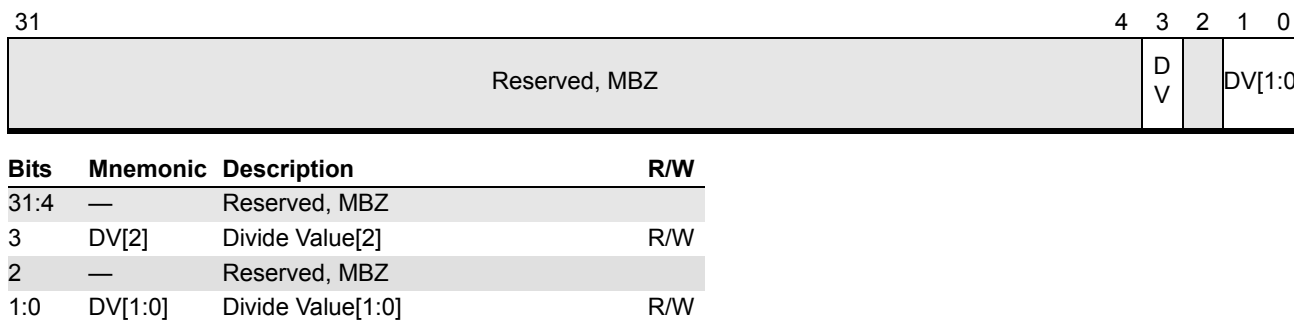 31 4 3 2 1 0
Reserved, MBZ D V DV[1:0
Bits Mnemonic Description R/W
31:4 — Reserved, MBZ
3 DV[2] Divide Value[2] R/W
2 — Reserved, MBZ
1:0 DV[1:0] Divide Value[1:0] R/W